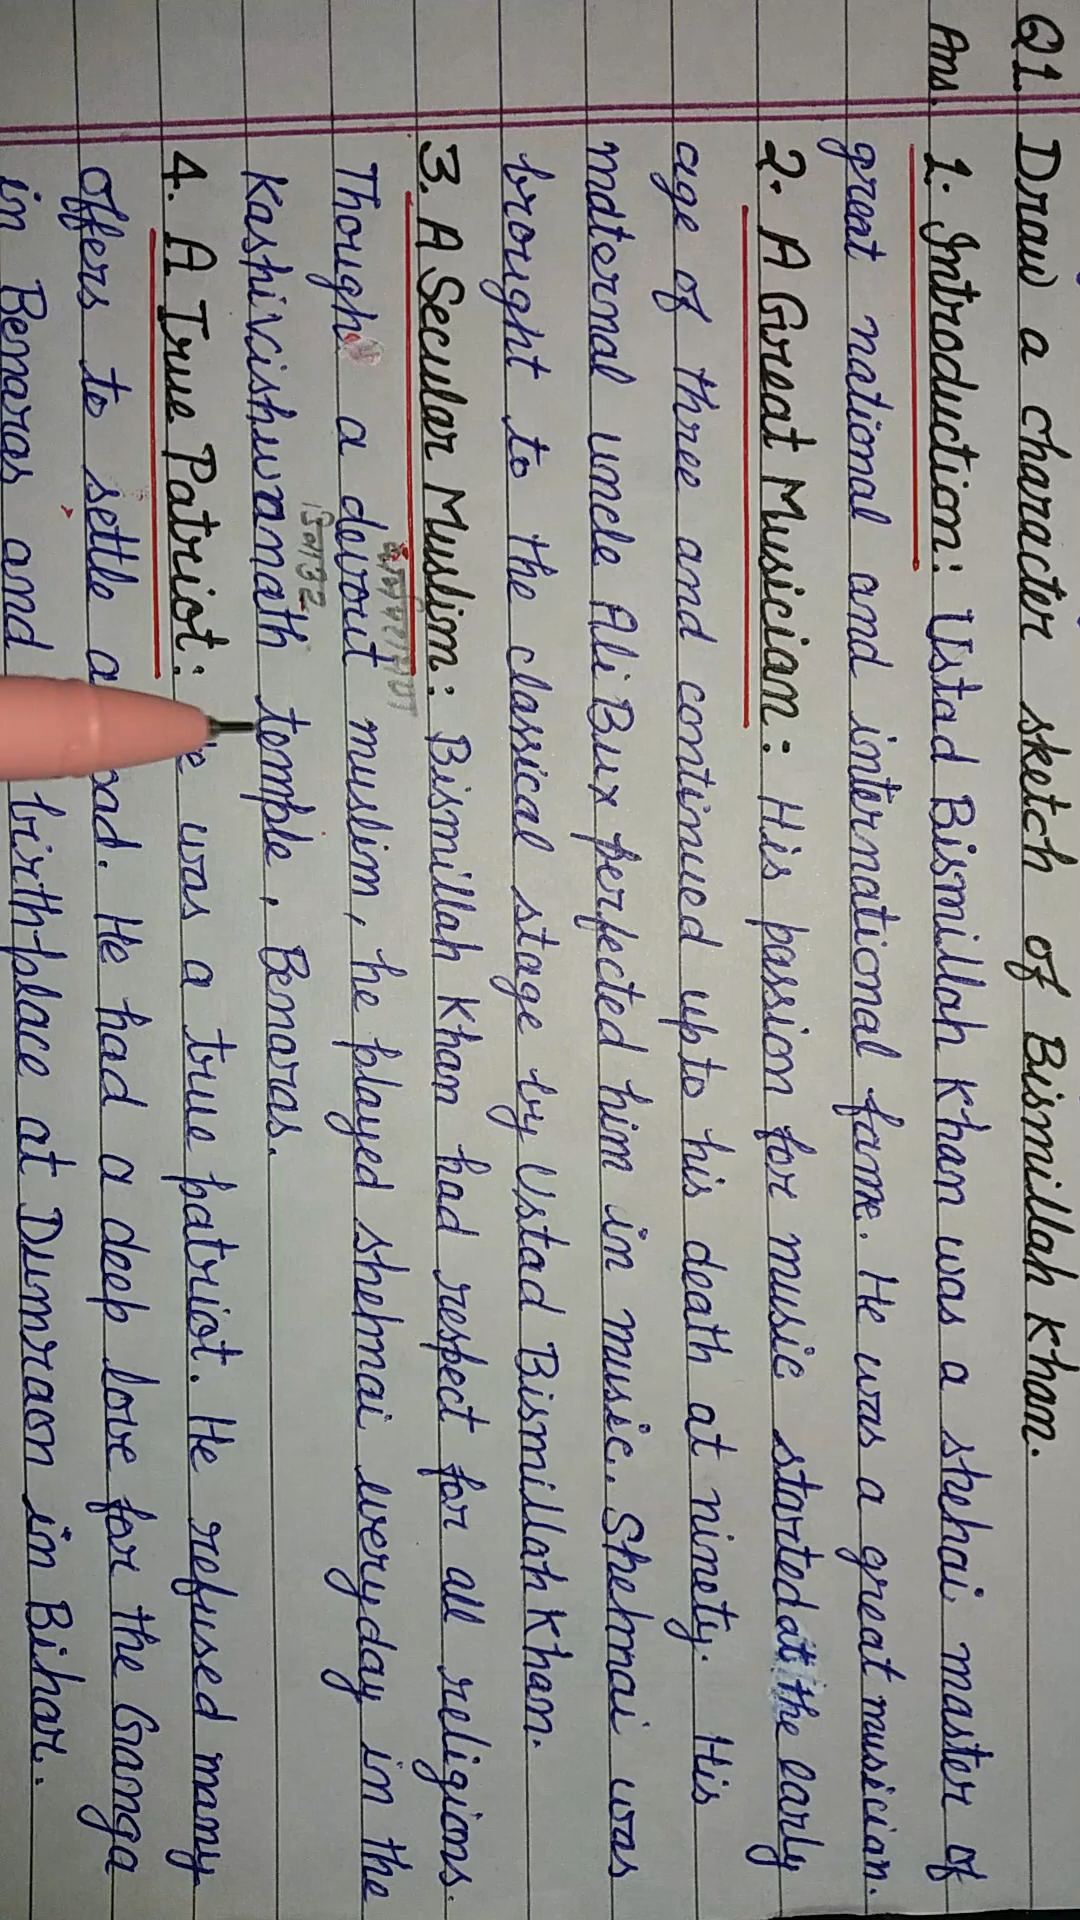 Q1. Draw a character sketch of Bismillah Khan.
Ans. 1. Introduction: Ustad Bismillah Khan was a shehai master of
great national and international fame. He was a great musician.
2. A Great Musician: His passion for music started at the early
age of three and continued upto his death at ninety. His
maternal uncle Ali Bux perfected him in music. Shehnai was
brought to the classical stage by Ustad Bismillah Khan.
3. A Secular Muslim: Bismillah Khan had respect for all religions.
Though a devout muslim, he played shehnai everyday in the
Kashivishwanath temple, Benaras.
4. A True Patriot: was a true patriot. He refused many
offers to settle He had a deep love for the Ganga
in Benaras and birthplace at Dumraon in Bihar.